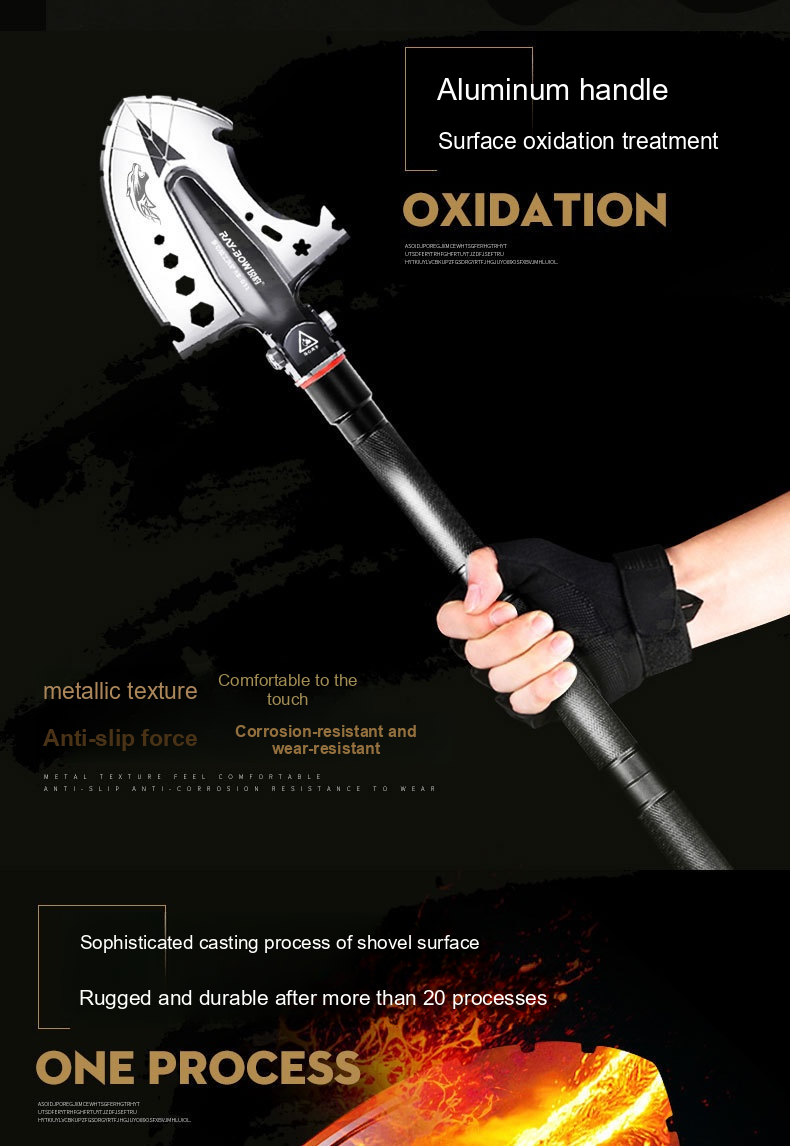 Aluminum handle
Surface oxidation treatment
OXIDATION
RAY-BOW
metallic texture
Comfortable to the
touch
Anti-slip force
Corrosion-resistant and
wear-resistant
METAL TEXTURE FEEL COMFORTABLE
ANTI-SLIP ANTI-CORROSION RESISTANCE TO WEAR
Sophisticated casting process of shovel surface
Rugged and durable after more than 20 processes
ONE PROCESS